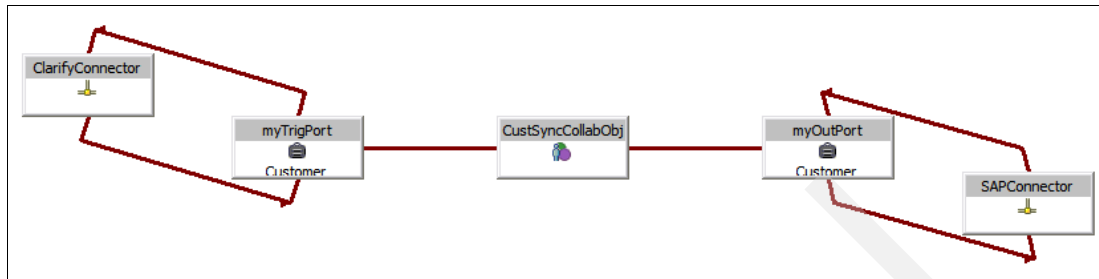 ClarifyConnector
myTrigPort
Customer
CustSyncCollabObj
myOutPort
Customer
SAPConnector